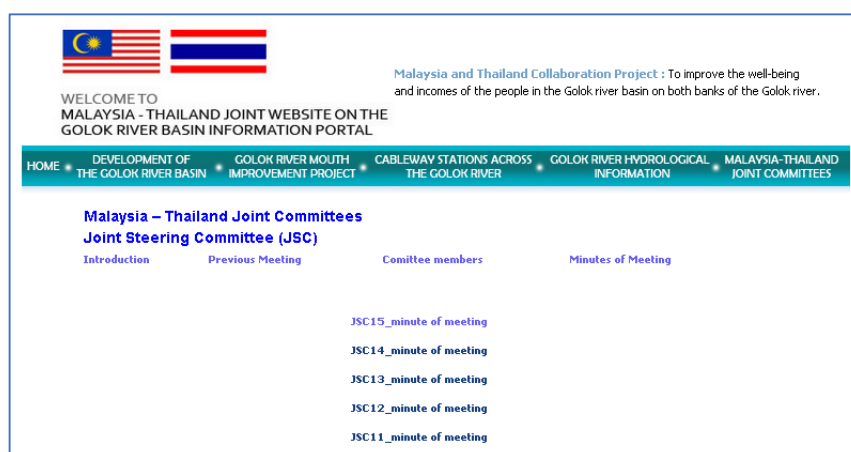 Malaysia and Thailand Collaboration Project : To improve the well-being
and incomes of the people in the Golok river basin on both banks of the Golok river.
WELCOME TO
MALAYSIA - THAILAND JOINT WEBSITE ON THE
GOLOK RIVER BASIN INFORMATION PORTAL
HOME
DEVELOPMENT OF
THE GOLOK RIVER BASIN
GOLOK RIVER MOUTH
IMPROVEMENT PROJECT
CABLEWAY STATIONS ACROSS
THE GOLOK RIVER
GOLOK RIVER HYDROLOGICAL
INFORMATION
MALAYSIA-THAILAND
JOINT COMMITTEES
Malaysia – Thailand Joint Committees
Joint Steering Committee (JSC)
Introduction Previous Meeting Comittee members Minutes of Meeting
JSC15_minute of meeting
JSC14_minute of meeting
JSC13_minute of meeting
JSC12_minute of meeting
JSC11_minute of meeting